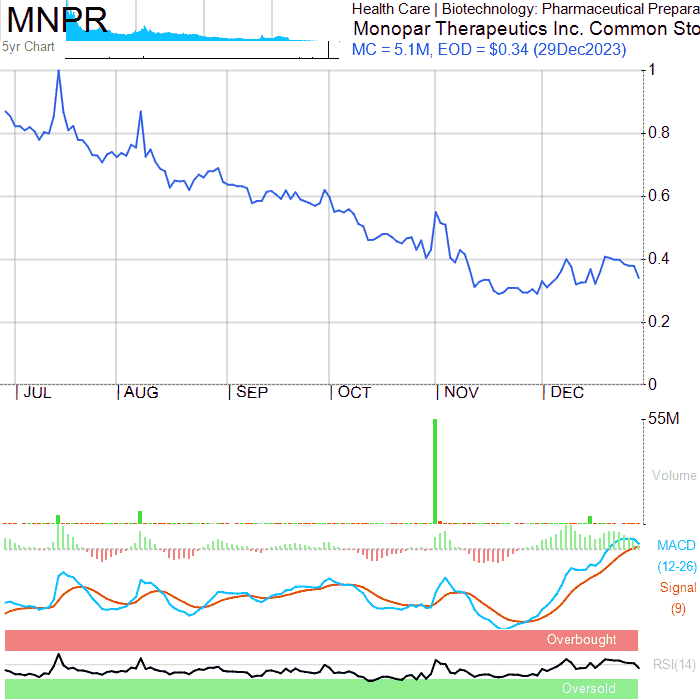 MNPR
5yr Chart
Health Care | Biotechnology: Pharmaceutical Prepara
Monopar Therapeutics Inc. Common Sto
MC = 5.1M, EOD = $0.34 (29Dec2023)
1
0.8
0.6
0.4
0.2
0
JUL AUG SEP OCT NOV DEC
55M
Volume
MACD
(12-26)
Signal
(9)
Overbought
RSI(14)
Oversold